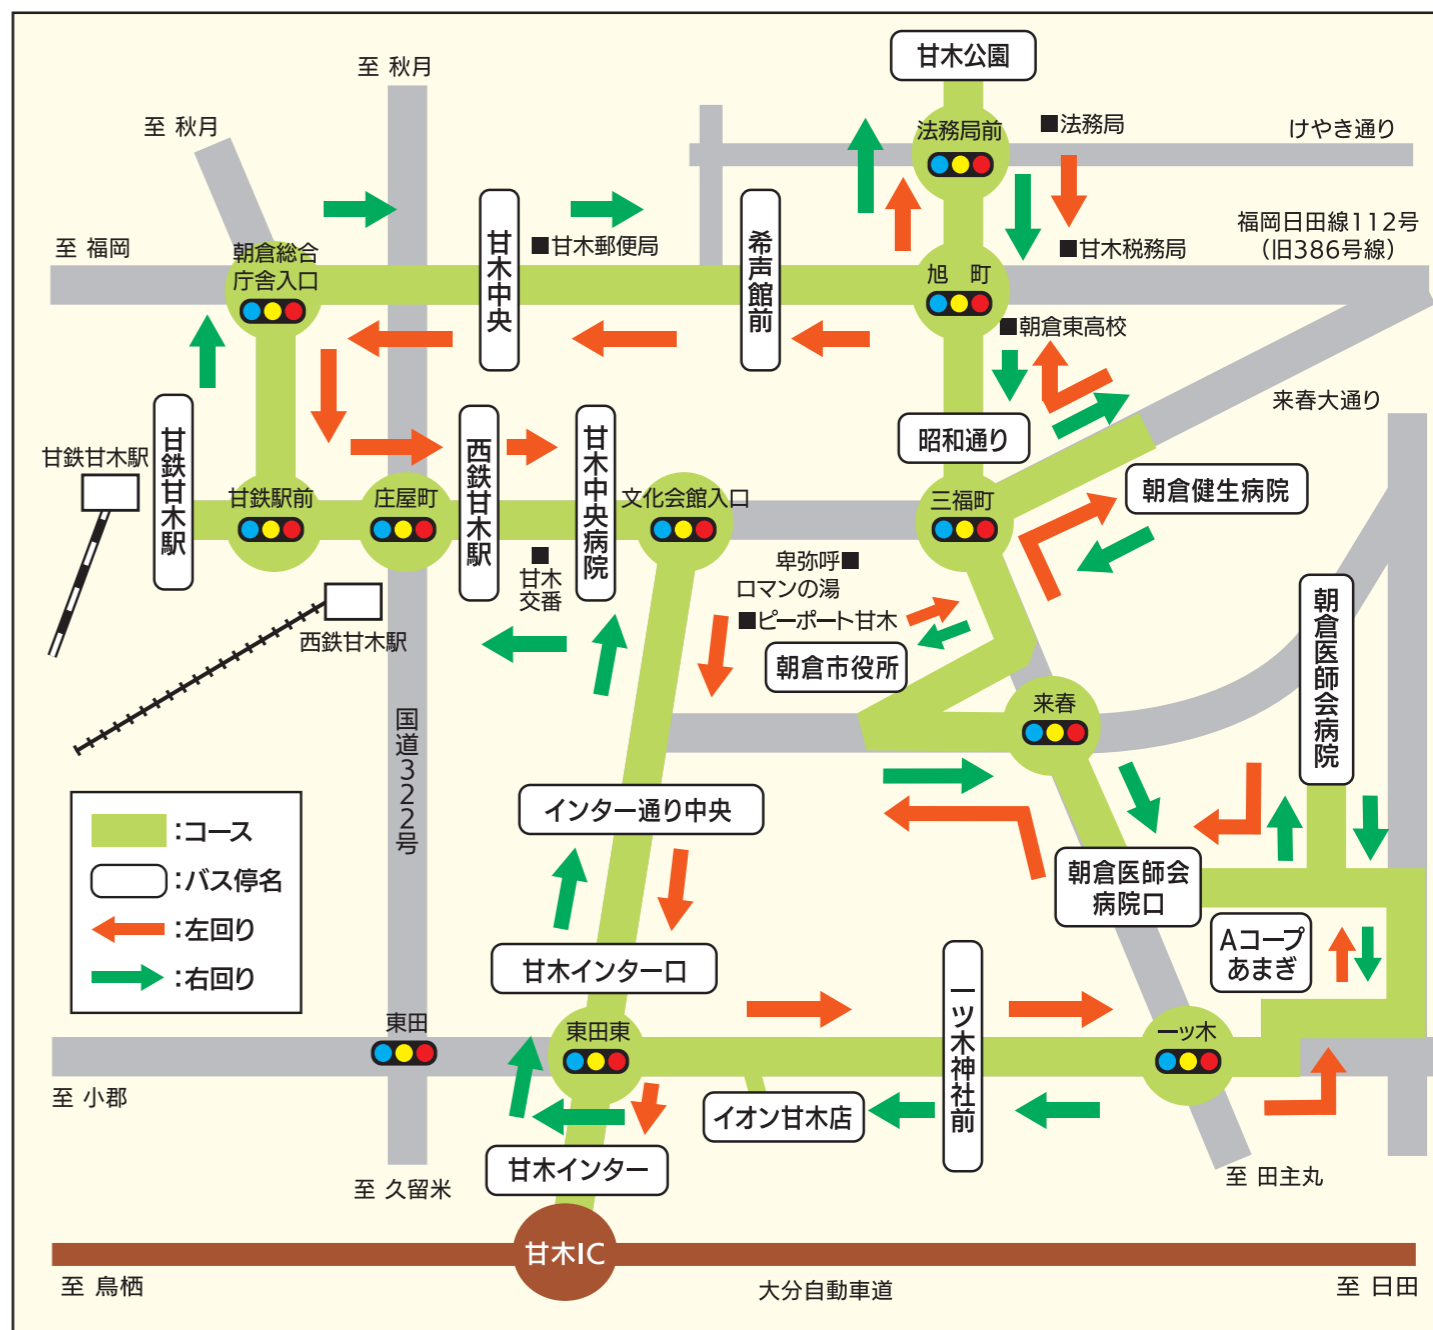 甘木公園
至 秋月
至 秋月
法務局前
■法務局
けやき通り
至 福岡
朝倉総合
庁舎入口
甘木中央
■甘木郵便局
希声館前
旭 町
■甘木税務局
福岡日田線112号
(旧386号線)
■朝倉東高校
来春大通り
昭和通り
甘鉄甘木駅
甘鉄甘木駅
甘鉄駅前
庄屋町
西鉄甘木駅
甘木中央病院
文化会館入口
三福町
朝倉健生病院
■
甘木
交番
卑弥呼■
ロマンの湯
■ピーポート甘木
朝倉市役所
西鉄甘木駅
朝倉医師会病院
来春
国道322号
インター通り中央
:コース
:バス停名
:左回り
:右回り
朝倉医師会
病院口
Aコープ
あまぎ
甘木インター口
一ツ木神社前
東田
東田東
一ッ木
至 小郡
イオン甘木店
甘木インター
至 久留米
至 田主丸
甘木IC
至 鳥栖
大分自動車道
至 日田